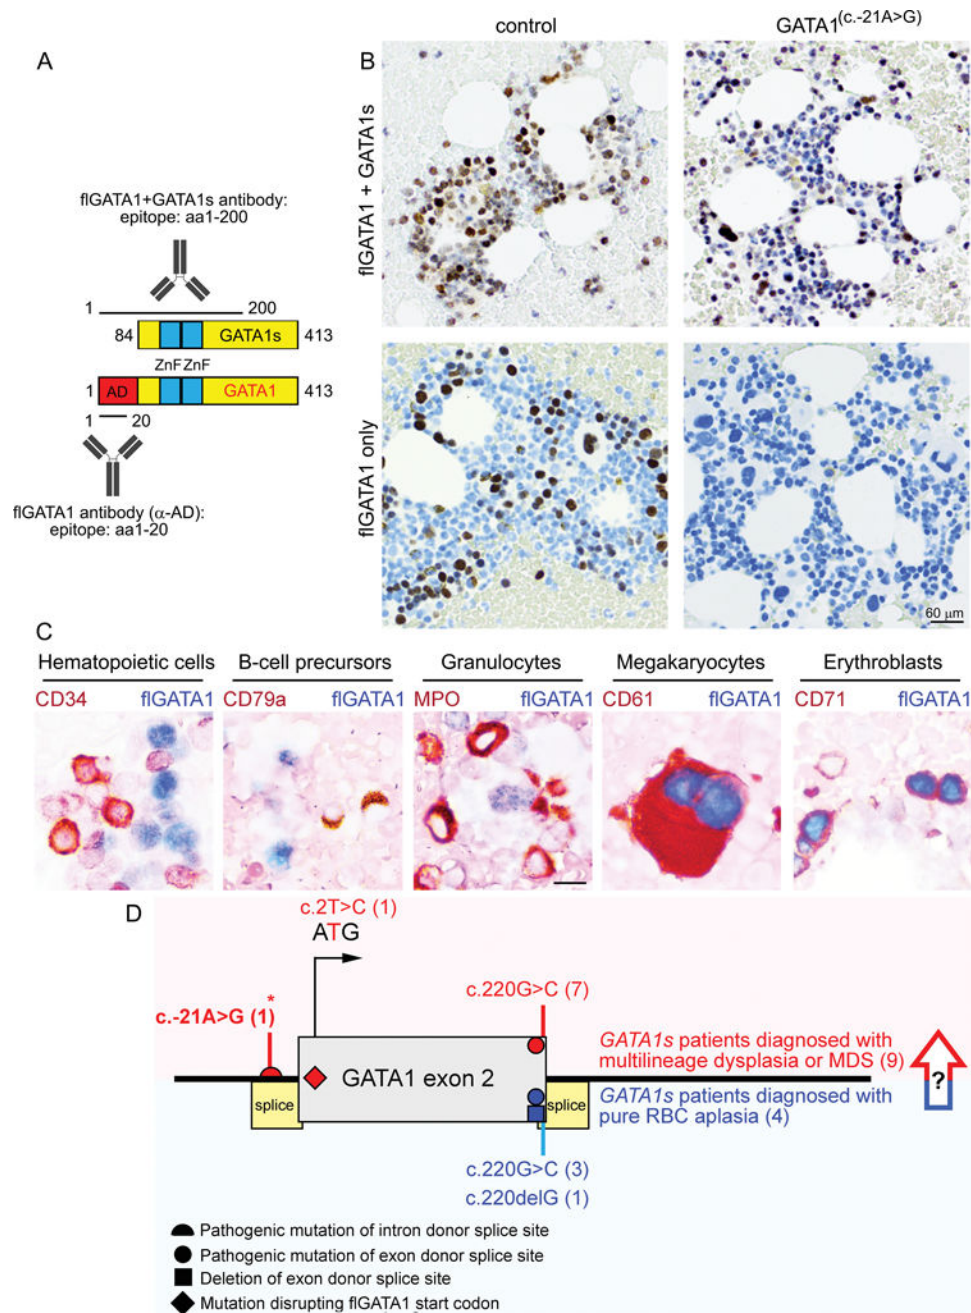 control
GATA1(c.-21A>G)
A
B
flGATA1+GATA1s antibody:
epitope: aa1-200
1
200
84
GATA1s
413
ZnF ZnF
1
AD
GATA1
413
1
20
flGATA1 antibody (α-AD):
epitope: aa1-20
flGATA1 + GATA1s
flGATA1 only
60 µm
C
Hematopoietic cells
B-cell precursors
Granulocytes
Megakaryocytes
Erythroblasts
CD34 flGATA1
CD79a flGATA1
MPO flGATA1
CD61 flGATA1
CD71 flGATA1
D
c.2T>C (1)
ATG
*
c.-21A>G (1)
c.220G>C (7)
GATA1s patients diagnosed with
multilineage dysplasia or MDS (9)
?
GATA1 exon 2
splice
splice
GATA1s patients diagnosed with
pure RBC aplasia (4)
c.220G>C (3)
c.220delG (1)
Pathogenic mutation of intron donor splice site
Pathogenic mutation of exon donor splice site
Deletion of exon donor splice site
Mutation disrupting flGATA1 start codon